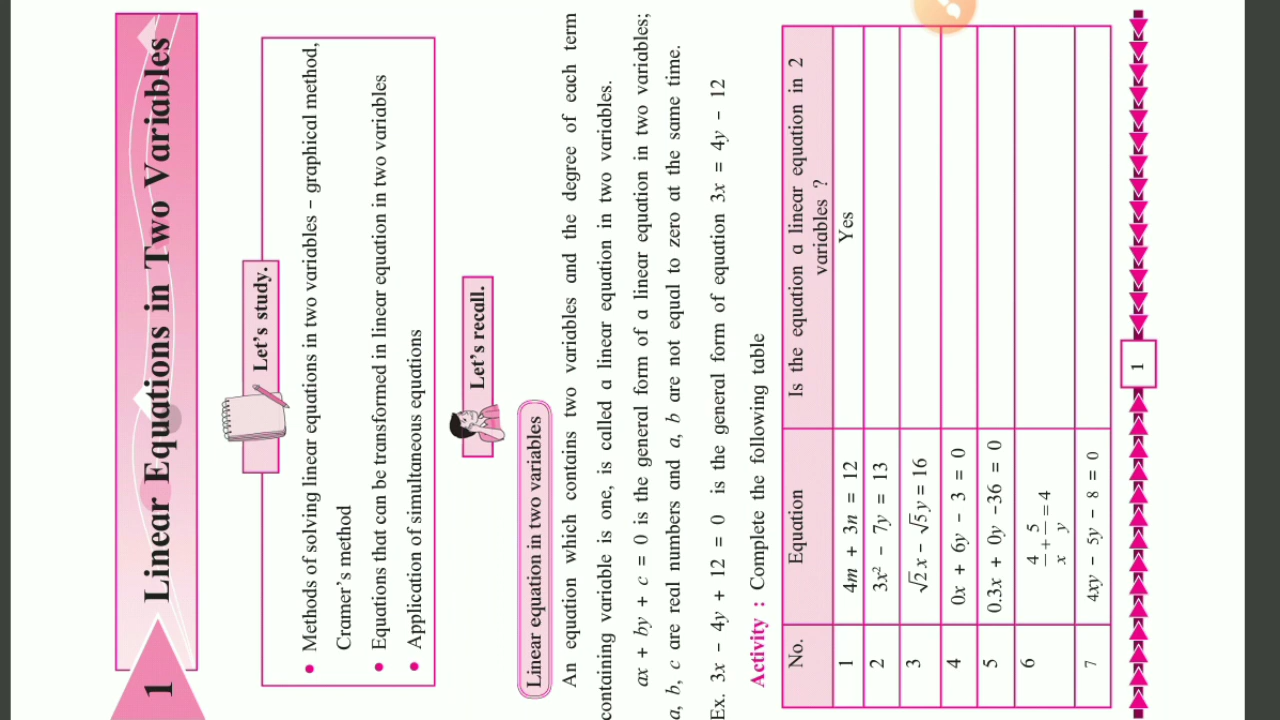 1 Linear Equations in Two Variables
Let's study.
• Methods of solving linear equations in two variables – graphical method,
Cramer's method
• Equations that can be transformed in linear equation in two variables
• Application of simultaneous equations
Let's recall.
Linear equation in two variables
An equation which contains two variables and the degree of each term
containing variable is one, is called a linear equation in two variables.
ax + by + c = 0 is the general form of a linear equation in two variables;
a, b, c are real numbers and a, b are not equal to zero at the same time.
Ex. 3x − 4y + 12 = 0 is the general form of equation 3x = 4y − 12
Activity : Complete the following table
No. Equation Is the equation a linear equation in 2
variables ?
1 4m + 3n = 12 Yes
2 3x² − 7y = 13
3 √2x − √5y = 16
4 0x + 6y − 3 = 0
5 0.3x + 0y −36 = 0
6 4/x + 5/y = 4
7 4xy − 5y − 8 = 0
1